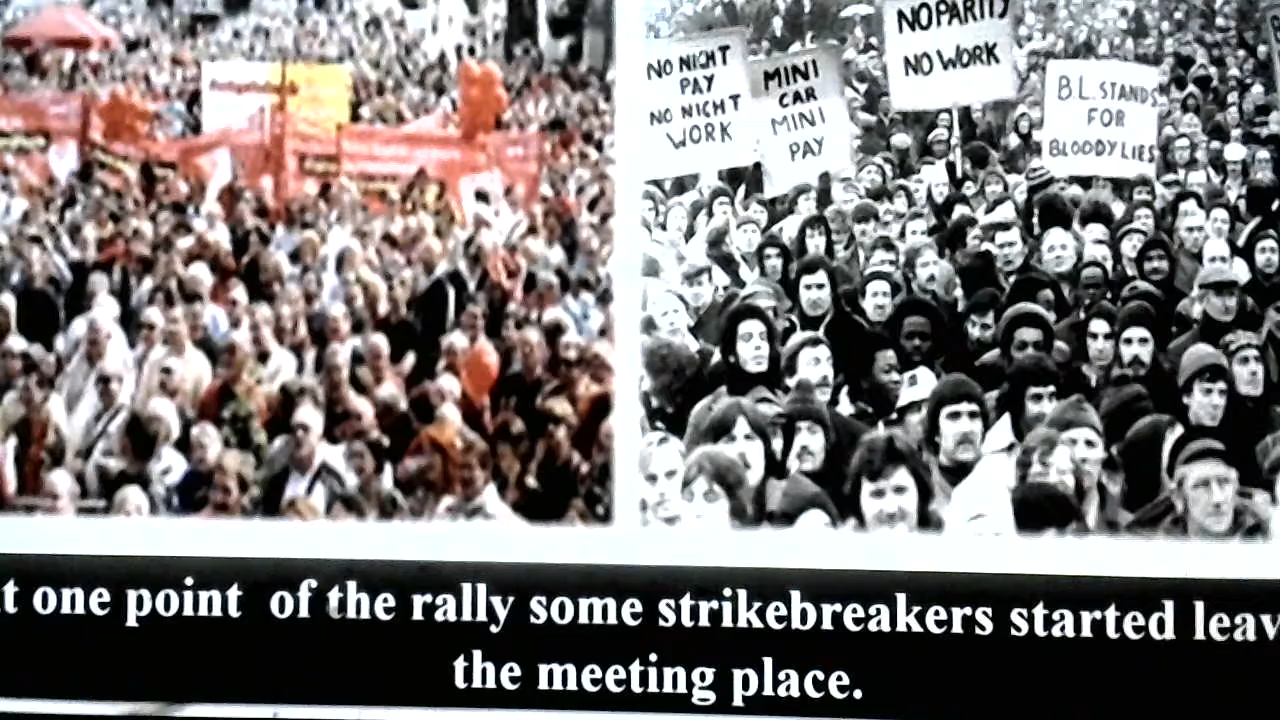 NO NIGHT
PAY
NO NIGHT
WORK
MINI
CAR
MINI
PAY
NO PARITY
NO WORK
B.L. STANDS
FOR
BLOODY LIES
t one point of the rally some strikebreakers started leav
the meeting place.